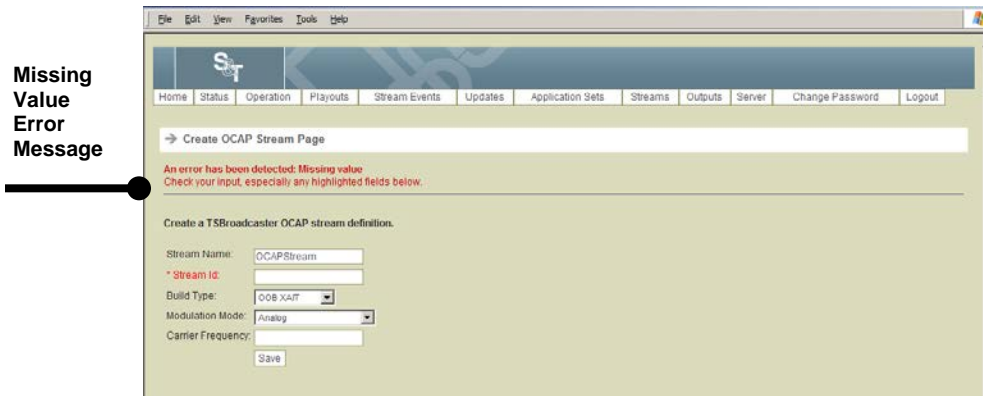 Missing
Value
Error
Message
File Edit View Favorites Tools Help
S&T
Home Status Operation Playouts Stream Events Updates Application Sets Streams Outputs Server Change Password Logout
Create OCAP Stream Page
An error has been detected: Missing value
Check your input, especially any highlighted fields below.
Create a TSBroadcaster OCAP stream definition.
Stream Name: OCAPStream
* Stream Id:
Build Type: OOB XAIT
Modulation Mode: Analog
Carrier Frequency:
Save